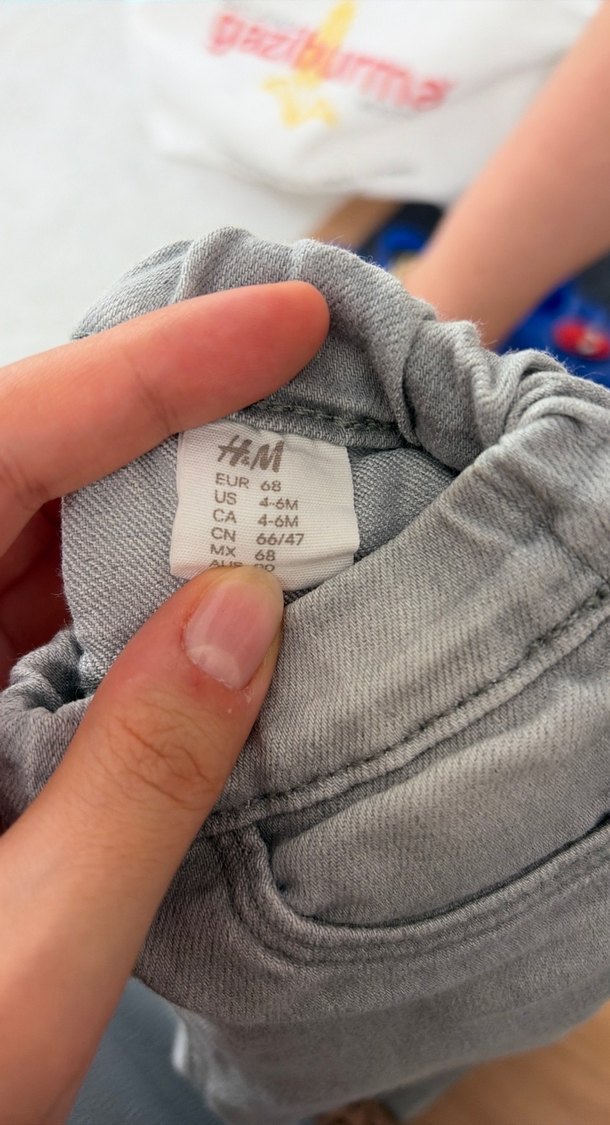 gaziburma
H&M
EUR 68
US 4-6M
CA 4-6M
CN 66/47
MX 68